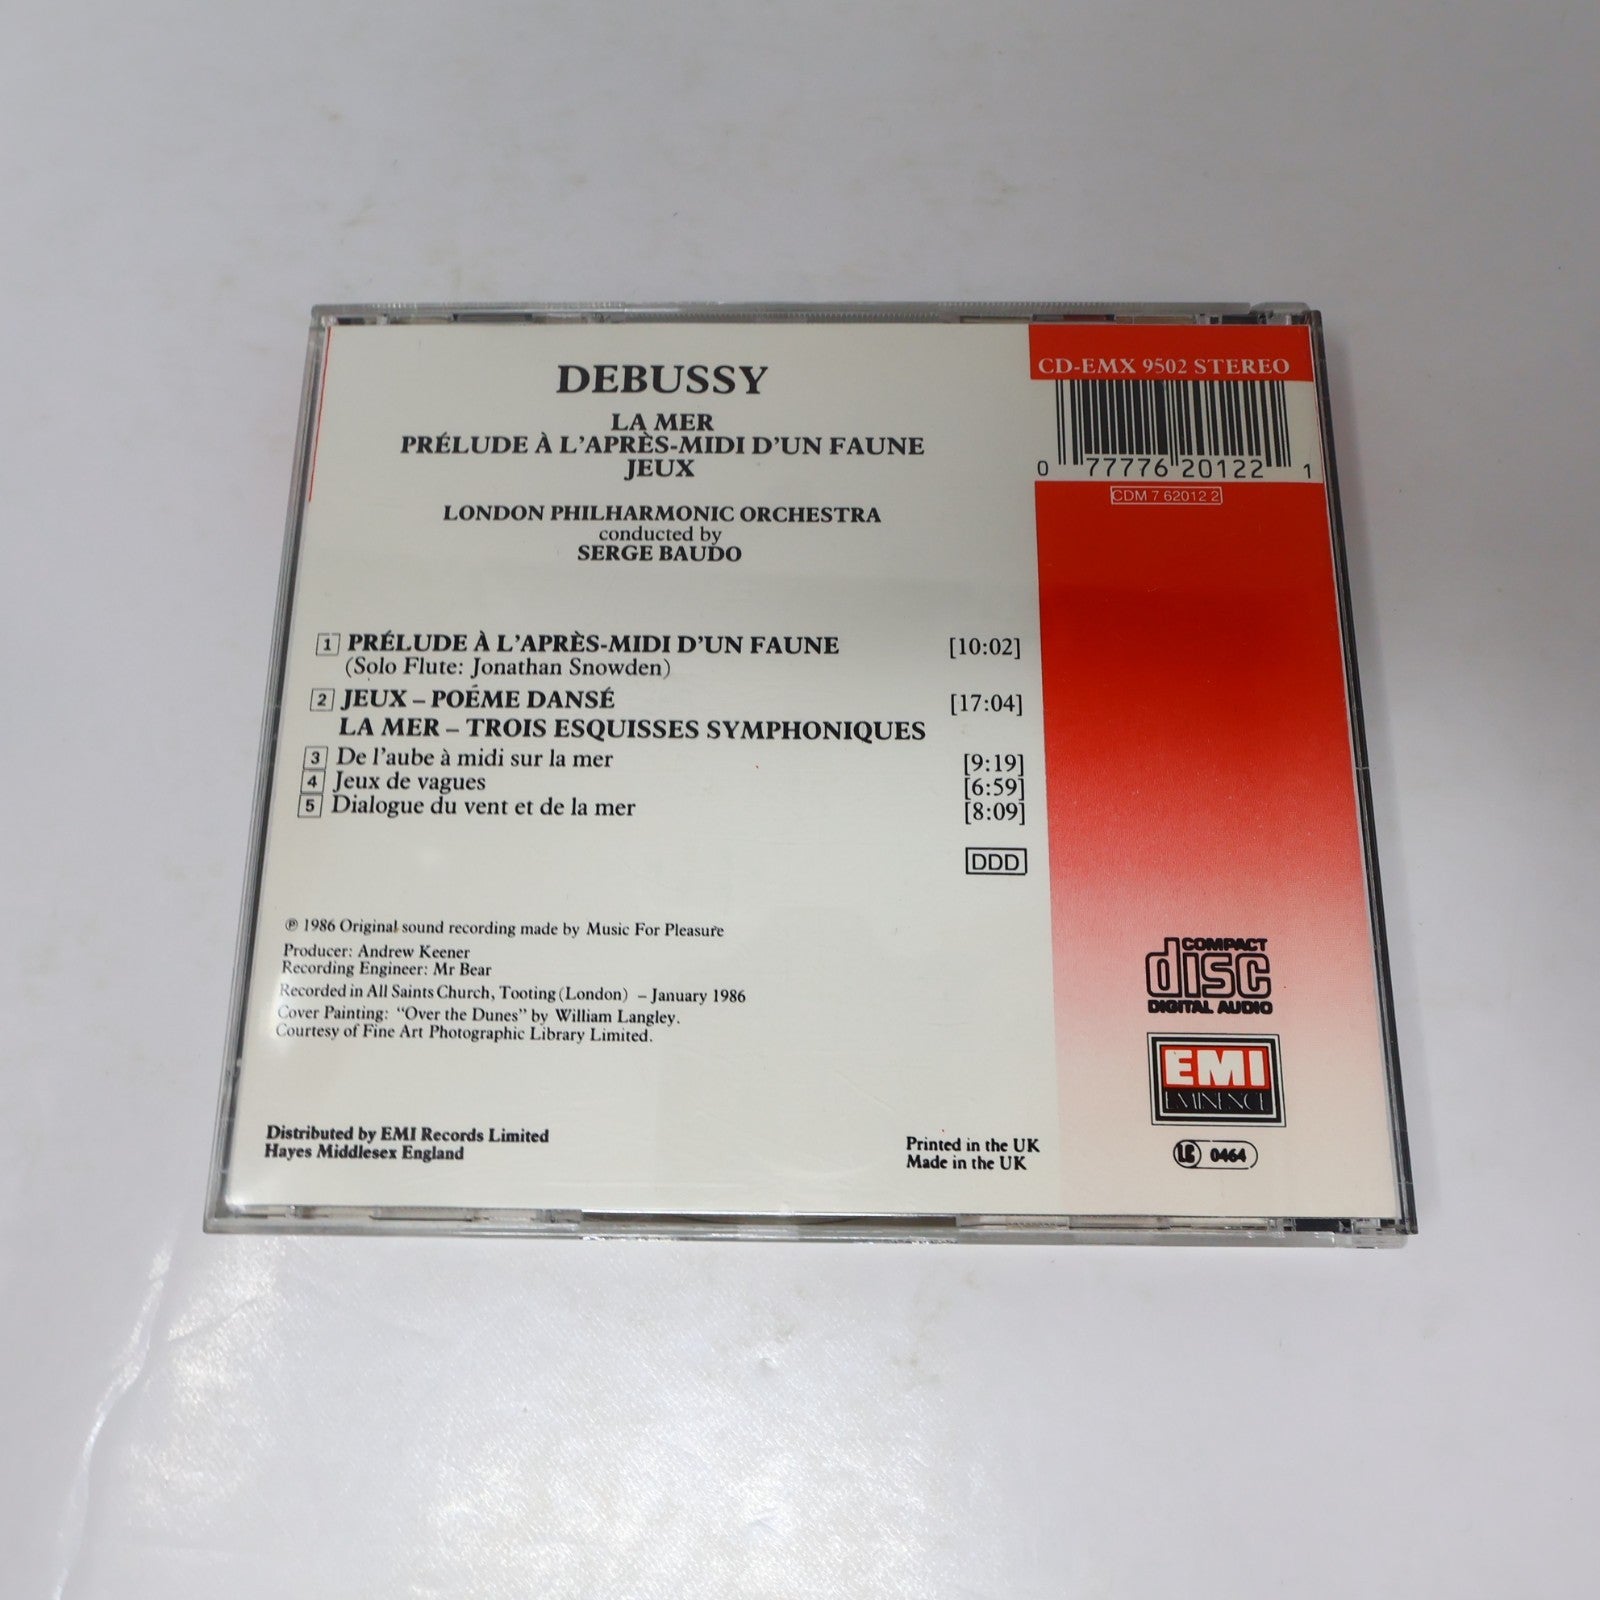 DEBUSSY
LA MER
PRÉLUDE À L'APRÈS-MIDI D'UN FAUNE
JEUX
LONDON PHILHARMONIC ORCHESTRA
conducted by
SERGE BAUDO
CD-EMX 9502 STEREO
0 77776 20122 1
CDM 7 62012 2
1 PRÉLUDE À L'APRÈS-MIDI D'UN FAUNE [10:02]
(Solo Flute: Jonathan Snowden)
2 JEUX – POÉME DANSÉ [17:04]
LA MER – TROIS ESQUISSES SYMPHONIQUES
3 De l'aube à midi sur la mer [9:19]
4 Jeux de vagues [6:59]
5 Dialogue du vent et de la mer [8:09]
DDD
℗ 1986 Original sound recording made by Music For Pleasure
Producer: Andrew Keener
Recording Engineer: Mr Bear
Recorded in All Saints Church, Tooting (London) – January 1986
Cover Painting: "Over the Dunes" by William Langley.
Courtesy of Fine Art Photographic Library Limited.
COMPACT
disc
DIGITAL AUDIO
EMI
EMINENCE
LC 0464
Distributed by EMI Records Limited
Hayes Middlesex England
Printed in the UK
Made in the UK